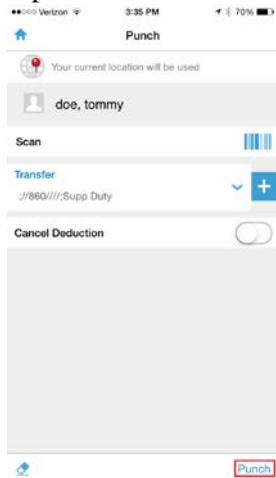 Verizon 3:35 PM 70%
Punch
Your current location will be used
doe, tommy
Scan
Transfer
;//860////;Supp Duty
Cancel Deduction
Punch